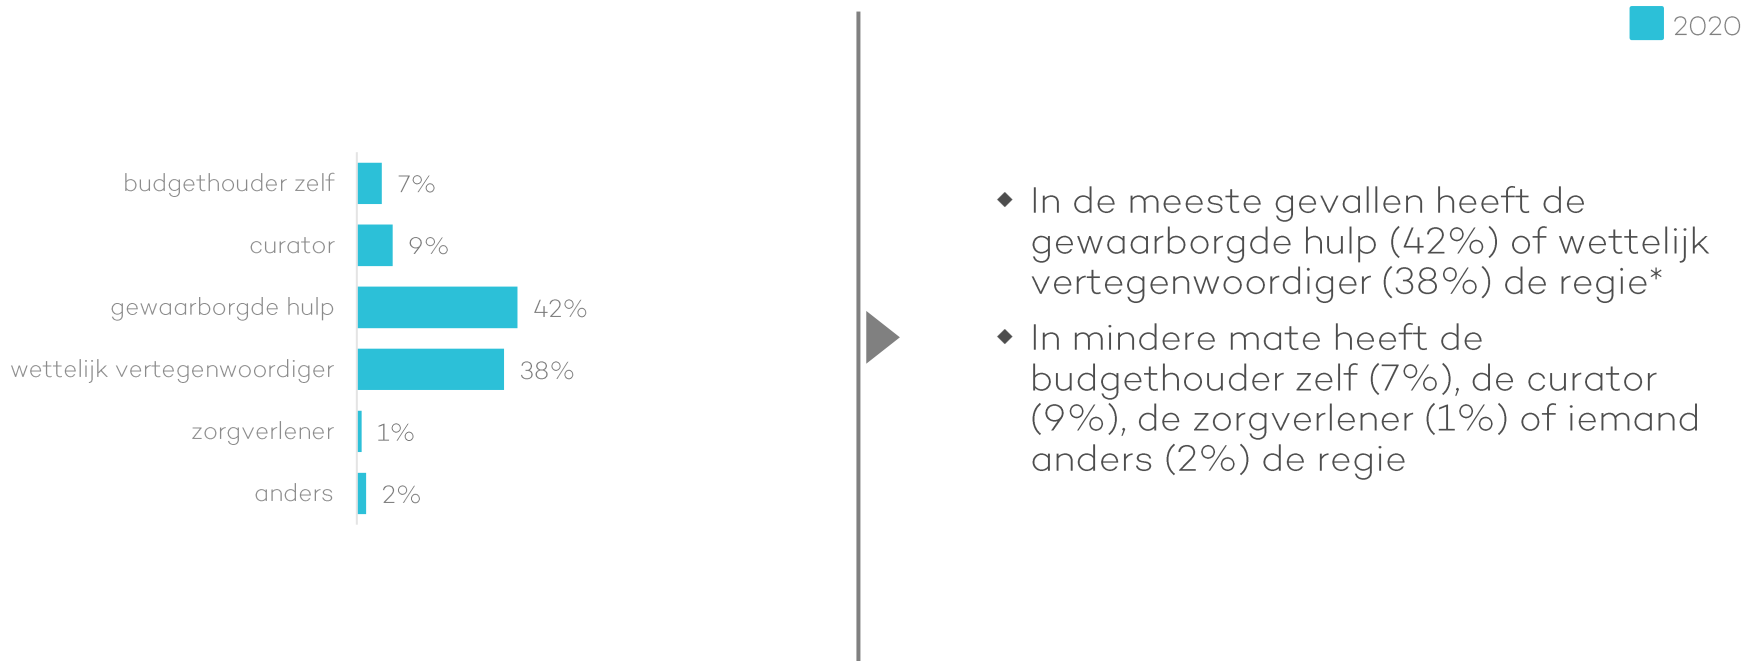 2020
budgethouder zelf 7%
curator 9%
gewaarborgde hulp 42%
wettelijk vertegenwoordiger 38%
zorgverlener 1%
anders 2%
◆ In de meeste gevallen heeft de
gewaarborgde hulp (42%) of wettelijk
vertegenwoordiger (38%) de regie*
◆ In mindere mate heeft de
budgethouder zelf (7%), de curator
(9%), de zorgverlener (1%) of iemand
anders (2%) de regie